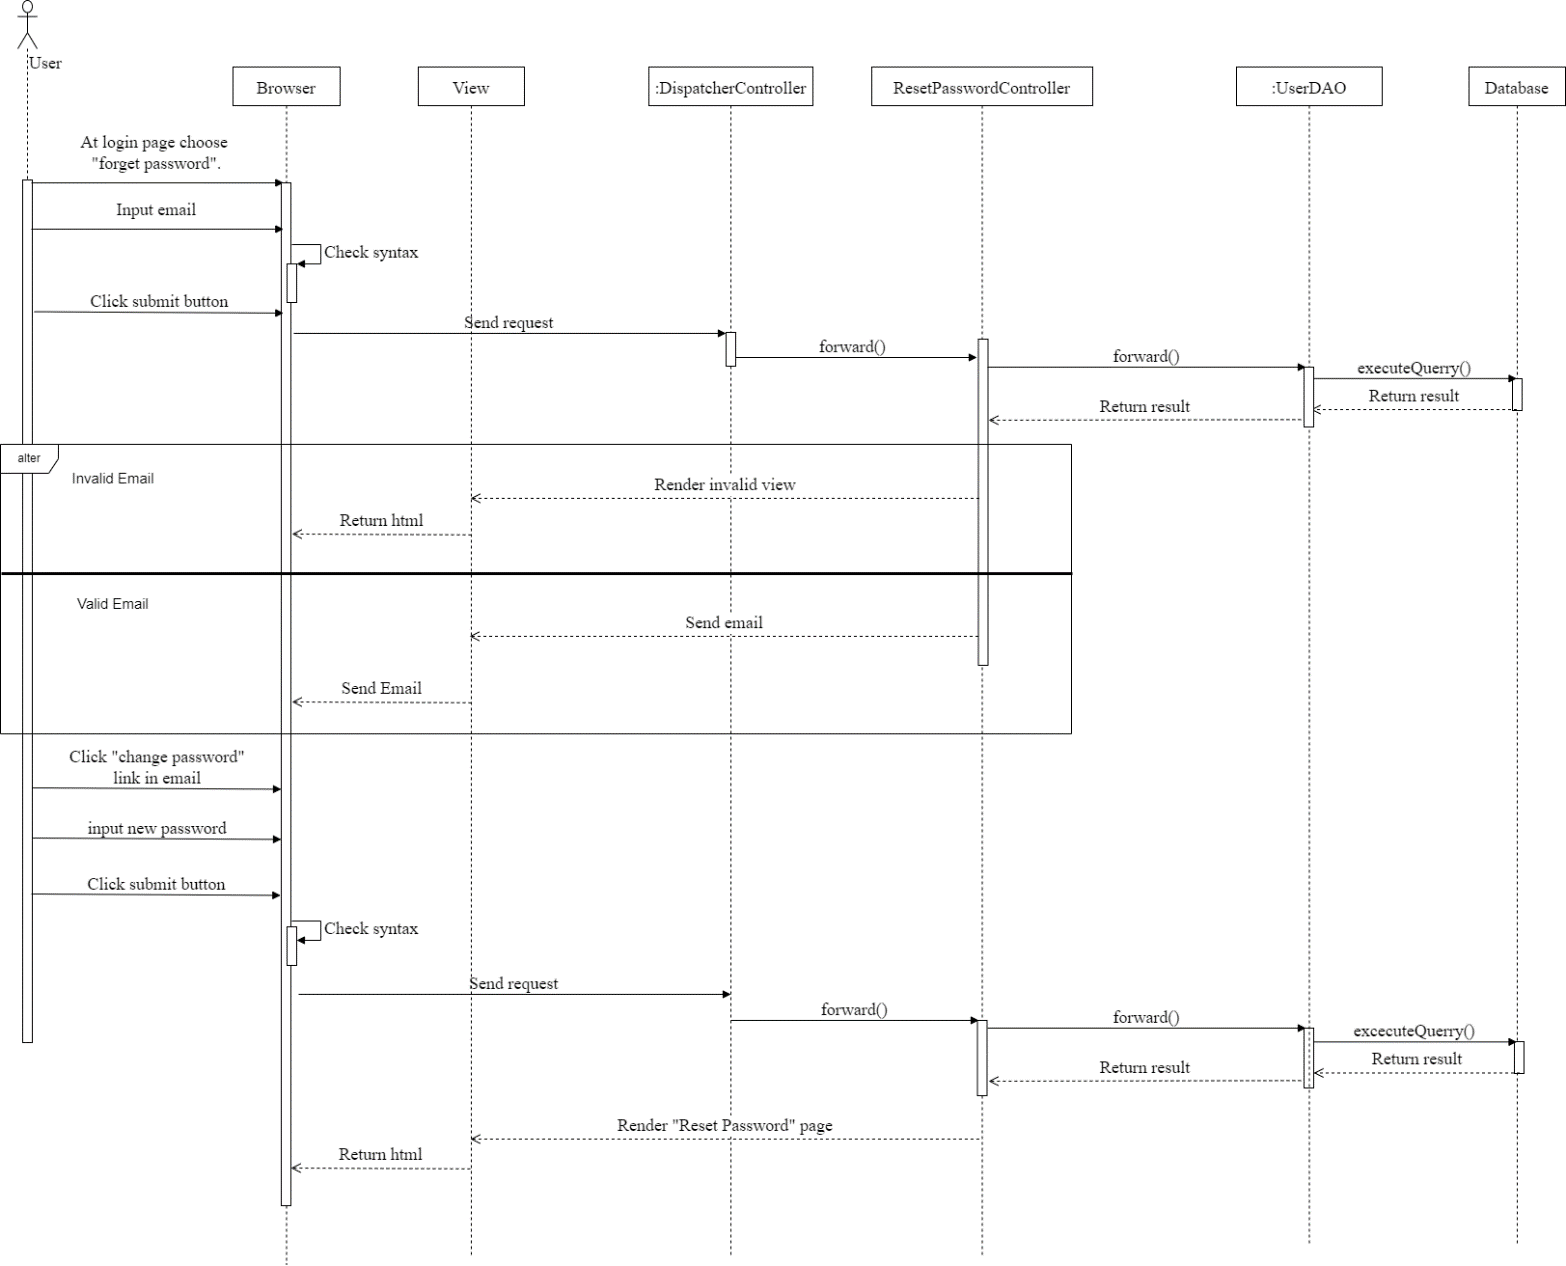 User
Browser
View
:DispatcherController
ResetPasswordController
:UserDAO
Database
At login page choose
"forget password".
Input email
Check syntax
Click submit button
Send request
forward()
forward()
executeQuerry()
Return result
Return result
alter
Invalid Email
Render invalid view
Return html
Valid Email
Send email
Send Email
Click "change password"
link in email
input new password
Click submit button
Check syntax
Send request
forward()
forward()
excecuteQuerry()
Return result
Return result
Render "Reset Password" page
Return html